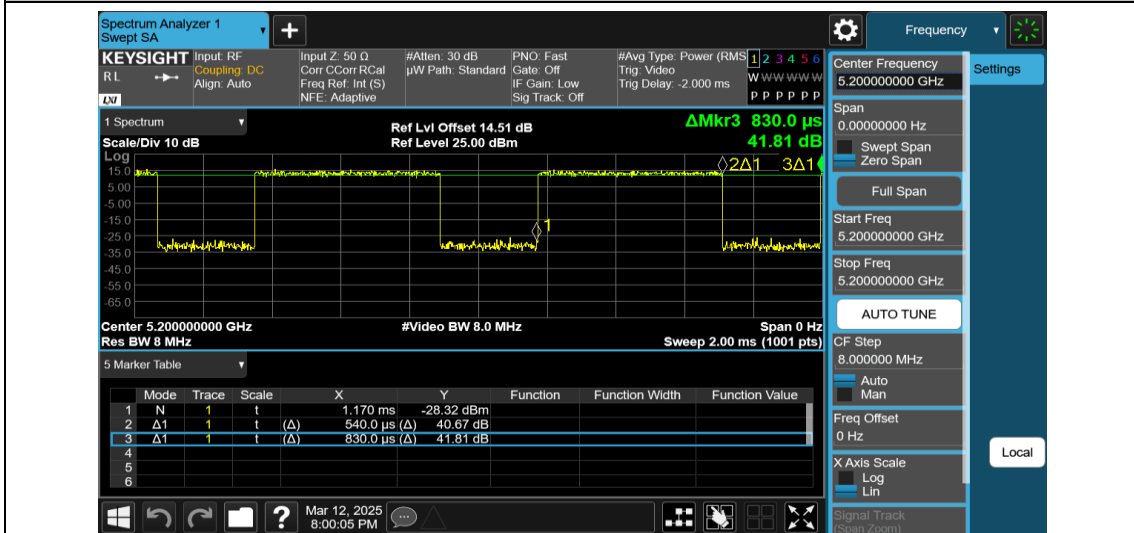 Spectrum Analyzer 1
Swept SA
Frequency
KEYSIGHT
Input: RF
Input Z: 50 Ω
#Atten: 30 dB
PNO: Fast
#Avg Type: Power (RMS
1 2 3 4 5 6
R L
Coupling: DC
Corr CCorr RCal
µW Path: Standard
Gate: Off
Trig: Video
W W W W W W
Align: Auto
Freq Ref: Int (S)
IF Gain: Low
Trig Delay: -2.000 ms
LXI
NFE: Adaptive
Sig Track: Off
P P P P P P
1 Spectrum
Scale/Div 10 dB
Ref Lvl Offset 14.51 dB
Ref Level 25.00 dBm
ΔMkr3 830.0 µs
41.81 dB
Log
15.0
5.00
-5.00
-15.0
-25.0
-35.0
-45.0
-55.0
-65.0
2Δ1
3Δ1
1
Center 5.200000000 GHz
#Video BW 8.0 MHz
Span 0 Hz
Res BW 8 MHz
Sweep 2.00 ms (1001 pts)
5 Marker Table
Mode Trace Scale X Y Function Function Width Function Value
1 N 1 t 1.170 ms -28.32 dBm
2 Δ1 1 t (Δ) 540.0 µs (Δ) 40.67 dB
3 Δ1 1 t (Δ) 830.0 µs (Δ) 41.81 dB
4
5
6
?
Mar 12, 2025
8:00:05 PM
Center Frequency
5.200000000 GHz
Settings
Span
0.00000000 Hz
Swept Span
Zero Span
Full Span
Start Freq
5.200000000 GHz
Stop Freq
5.200000000 GHz
AUTO TUNE
CF Step
8.000000 MHz
Auto
Man
Freq Offset
0 Hz
Local
X Axis Scale
Log
Lin
Signal Track
(Span Zoom)